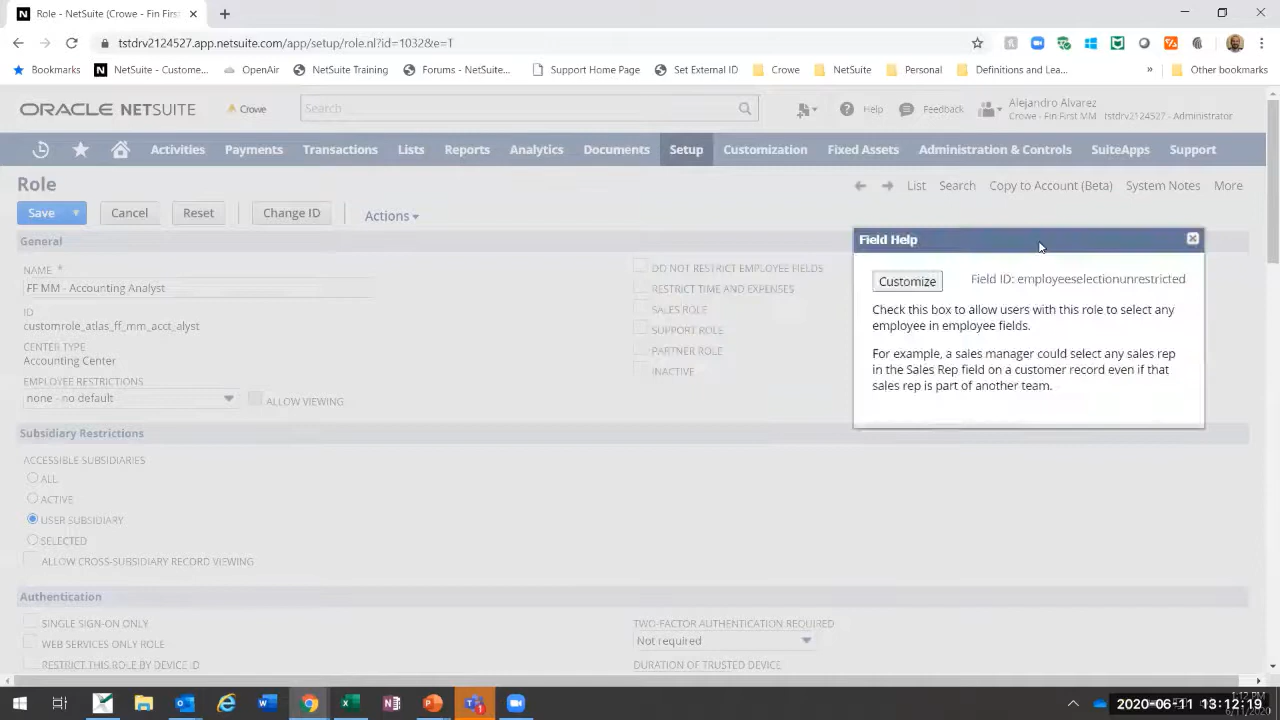 Role - NetSuite (Crowe - Fin First
tstdrv2124527.app.netsuite.com/app/setup/role.nl?id=1032&e=T
Bookmarks
NetSuite - Custome...
OpenAir
NetSuite Training
Forums - NetSuite...
Support Home Page
Set External ID
Crowe
NetSuite
Personal
Definitions and Lea...
»
Other bookmarks
ORACLE NETSUITE
Crowe
Search
Help
Feedback
Alejandro Alvarez
Crowe - Fin First MM tstdrv2124527 - Administrator
Activities
Payments
Transactions
Lists
Reports
Analytics
Documents
Setup
Customization
Fixed Assets
Administration & Controls
SuiteApps
Support
Role
List
Search
Copy to Account (Beta)
System Notes
More
Save
Cancel
Reset
Change ID
Actions
General
NAME *
FF MM - Accounting Analyst
ID
customrole_atlas_ff_mm_acct_alyst
CENTER TYPE
Accounting Center
EMPLOYEE RESTRICTIONS
none - no default
ALLOW VIEWING
DO NOT RESTRICT EMPLOYEE FIELDS
RESTRICT TIME AND EXPENSES
SALES ROLE
SUPPORT ROLE
PARTNER ROLE
INACTIVE
Field Help
Customize
Field ID: employeeselectionunrestricted
Check this box to allow users with this role to select any
employee in employee fields.
For example, a sales manager could select any sales rep
in the Sales Rep field on a customer record even if that
sales rep is part of another team.
Subsidiary Restrictions
ACCESSIBLE SUBSIDIARIES
ALL
ACTIVE
USER SUBSIDIARY
SELECTED
ALLOW CROSS-SUBSIDIARY RECORD VIEWING
Authentication
SINGLE SIGN-ON ONLY
WEB SERVICES ONLY ROLE
RESTRICT THIS ROLE BY DEVICE ID
TWO-FACTOR AUTHENTICATION REQUIRED
Not required
DURATION OF TRUSTED DEVICE
2020-06-11 13:12:19